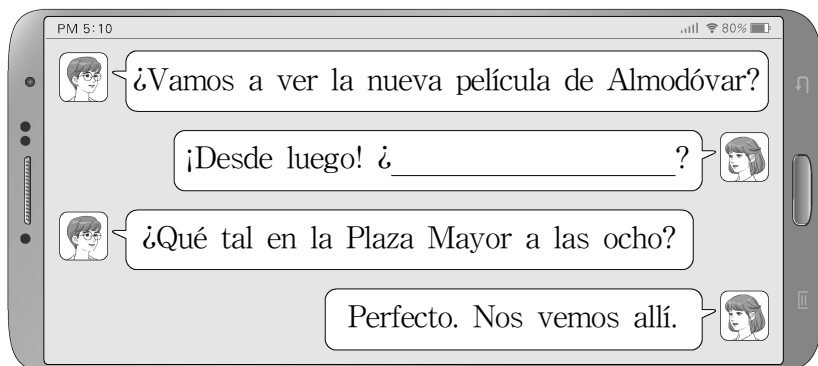 PM 5:10 80%
¿Vamos a ver la nueva película de Almodóvar?
¡Desde luego! ¿____________________?
¿Qué tal en la Plaza Mayor a las ocho?
Perfecto. Nos vemos allí.